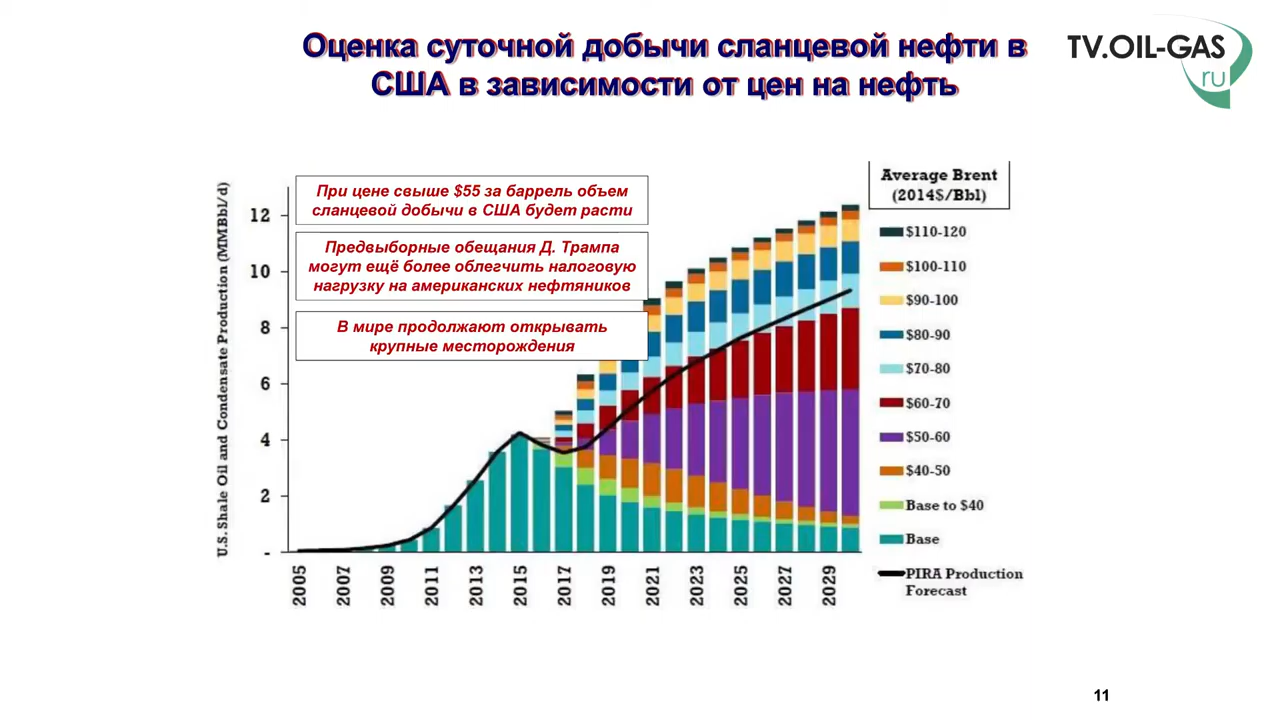 Оценка суточной добычи сланцевой нефти в
США в зависимости от цен на нефть
TV.OIL-GAS
ru
При цене свыше $55 за баррель объем
сланцевой добычи в США будет расти
Предвыборные обещания Д. Трампа
могут ещё более облегчить налоговую
нагрузку на американских нефтяников
В мире продолжают открывать
крупные месторождения
U.S. Shale Oil and Condensate Production (MMBbl/d)
12
10
8
6
4
2
-
2005
2007
2009
2011
2013
2015
2017
2019
2021
2023
2025
2027
2029
Average Brent
(2014$/Bbl)
$110-120
$100-110
$90-100
$80-90
$70-80
$60-70
$50-60
$40-50
Base to $40
Base
PIRA Production
Forecast
11